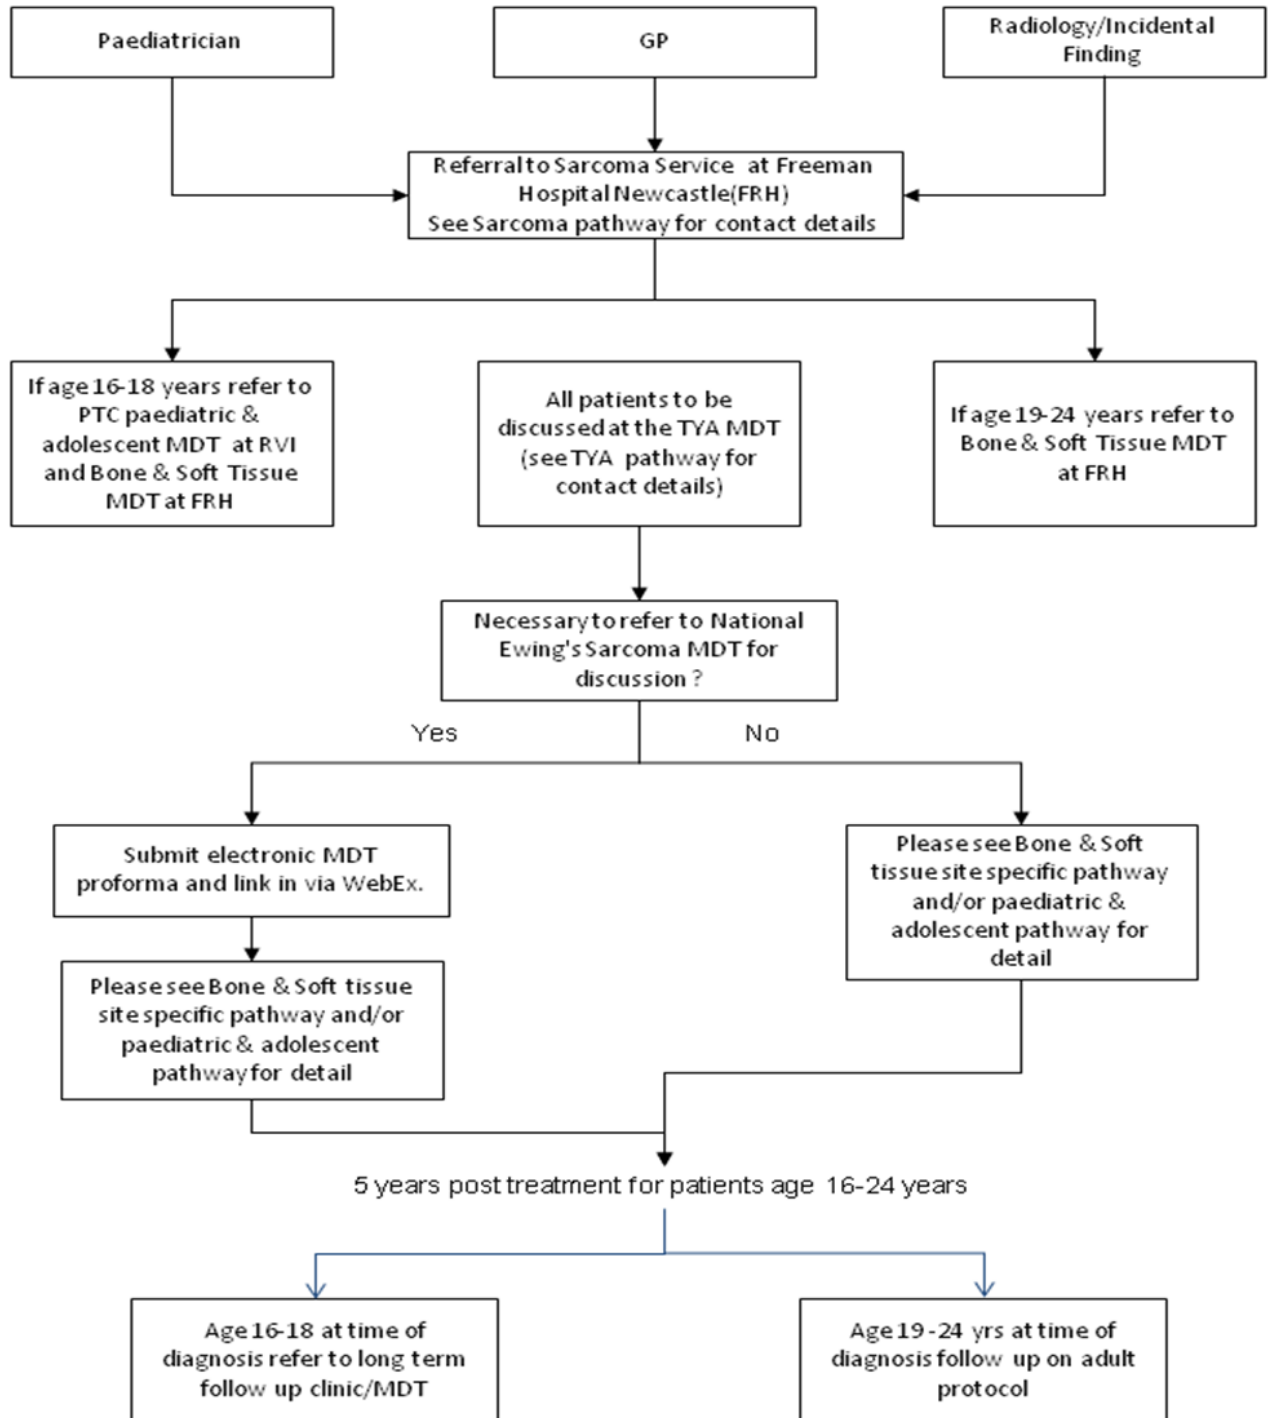 Paediatrician
GP
Radiology/Incidental
Finding
Referral to Sarcoma Service at Freeman
Hospital Newcastle(FRH)
See Sarcoma pathway for contact details
If age 16-18 years refer to
PTC paediatric &
adolescent MDT at RVI
and Bone & Soft Tissue
MDT at FRH
All patients to be
discussed at the TYA MDT
(see TYA pathway for
contact details)
If age 19-24 years refer to
Bone & Soft Tissue MDT
at FRH
Necessary to refer to National
Ewing's Sarcoma MDT for
discussion ?
Yes
No
Submit electronic MDT
proforma and link in via WebEx.
Please see Bone & Soft
tissue site specific pathway
and/or paediatric &
adolescent pathway for
detail
Please see Bone & Soft tissue
site specific pathway and/or
paediatric & adolescent
pathway for detail
5 years post treatment for patients age 16-24 years
Age 16-18 at time of
diagnosis refer to long term
follow up clinic/MDT
Age 19 -24 yrs at time of
diagnosis follow up on adult
protocol